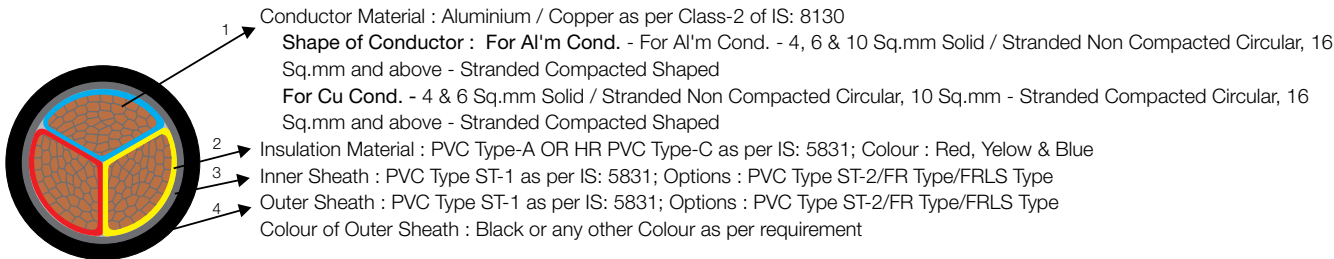 1
Conductor Material : Aluminium / Copper as per Class-2 of IS: 8130
Shape of Conductor : For Al'm Cond. - For Al'm Cond. - 4, 6 & 10 Sq.mm Solid / Stranded Non Compacted Circular, 16
Sq.mm and above - Stranded Compacted Shaped
For Cu Cond. - 4 & 6 Sq.mm Solid / Stranded Non Compacted Circular, 10 Sq.mm - Stranded Compacted Circular, 16
Sq.mm and above - Stranded Compacted Shaped
2
Insulation Material : PVC Type-A OR HR PVC Type-C as per IS: 5831; Colour : Red, Yelow & Blue
3
Inner Sheath : PVC Type ST-1 as per IS: 5831; Options : PVC Type ST-2/FR Type/FRLS Type
4
Outer Sheath : PVC Type ST-1 as per IS: 5831; Options : PVC Type ST-2/FR Type/FRLS Type
Colour of Outer Sheath : Black or any other Colour as per requirement